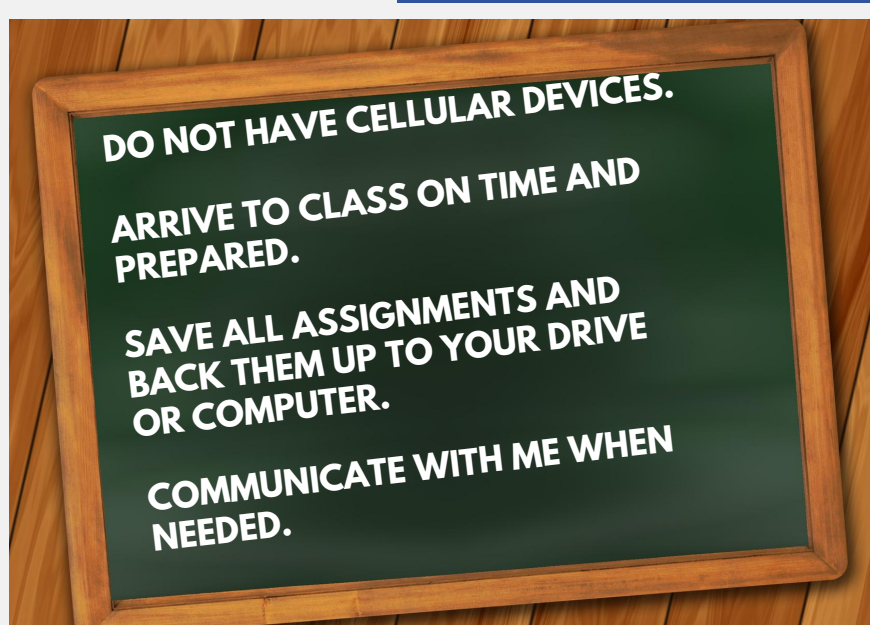 DO NOT HAVE CELLULAR DEVICES.
ARRIVE TO CLASS ON TIME AND
PREPARED.
SAVE ALL ASSIGNMENTS AND
BACK THEM UP TO YOUR DRIVE
OR COMPUTER.
COMMUNICATE WITH ME WHEN
NEEDED.